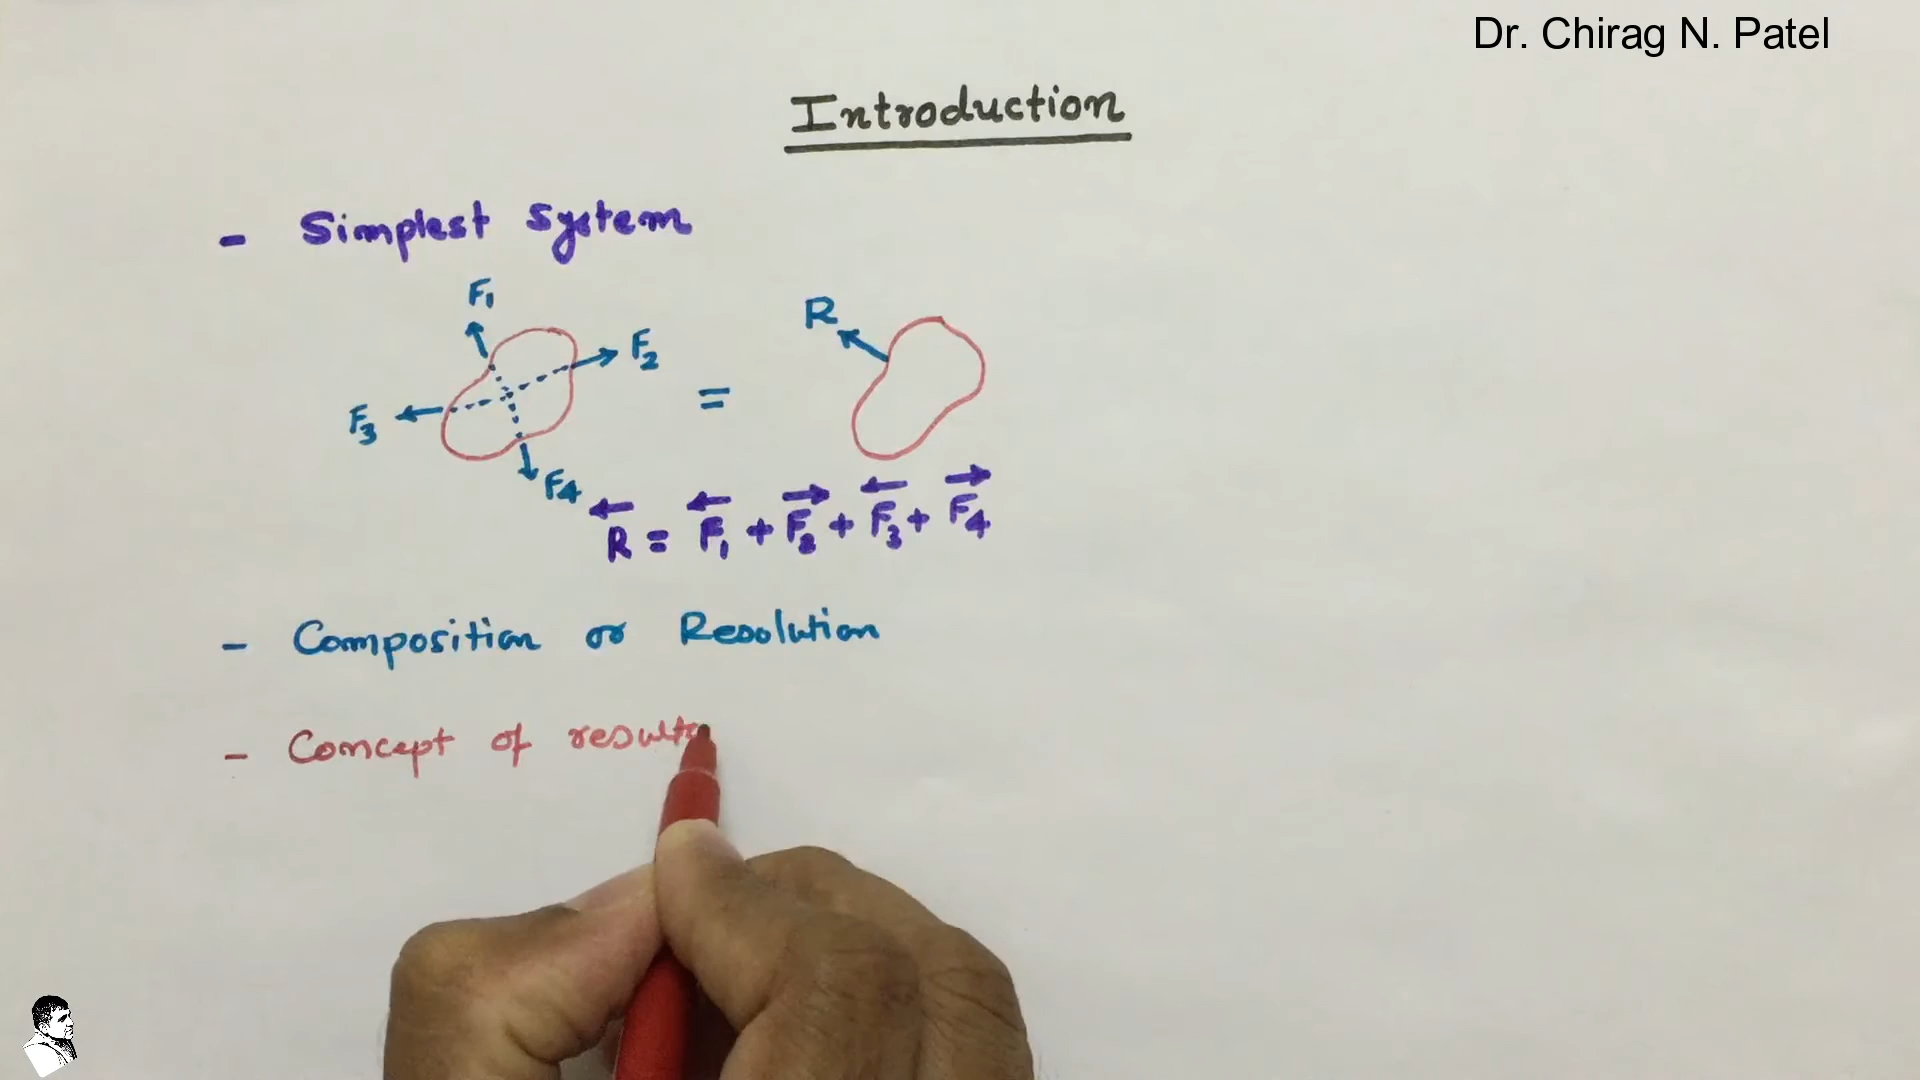 Dr. Chirag N. Patel
Introduction
- Simplest system
F1
F2
R
F3
=
F4
R = F1 + F2 + F3 + F4
- Composition or Resolution
- Concept of resulta